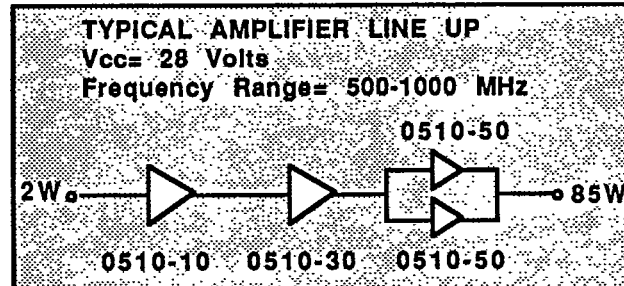 TYPICAL AMPLIFIER LINE UP
Vcc= 28 Volts
Frequency Range= 500-1000 MHz
0510-50
2W
85W
0510-10 0510-30 0510-50